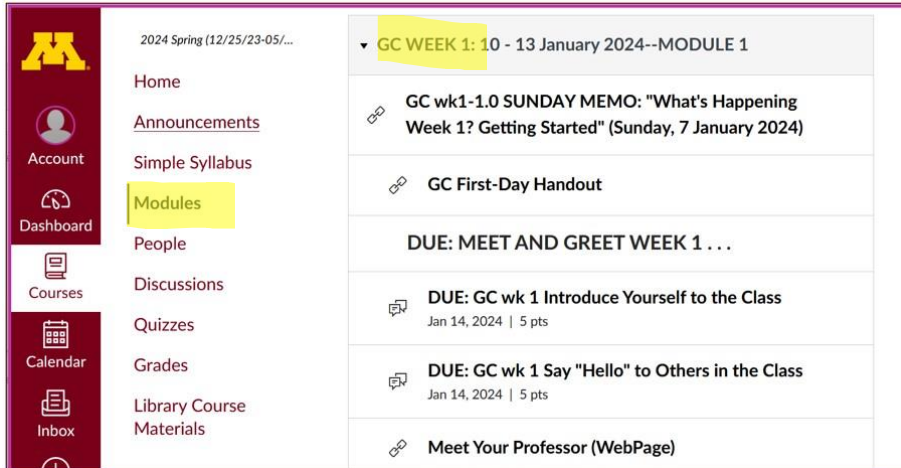 M
2024 Spring (12/25/23-05/...
Home
Announcements
Simple Syllabus
Modules
People
Discussions
Quizzes
Grades
Library Course
Materials
Account
Dashboard
Courses
Calendar
Inbox
GC WEEK 1: 10 - 13 January 2024--MODULE 1
GC wk1-1.0 SUNDAY MEMO: "What's Happening
Week 1? Getting Started" (Sunday, 7 January 2024)
GC First-Day Handout
DUE: MEET AND GREET WEEK 1 . . .
DUE: GC wk 1 Introduce Yourself to the Class
Jan 14, 2024 | 5 pts
DUE: GC wk 1 Say "Hello" to Others in the Class
Jan 14, 2024 | 5 pts
Meet Your Professor (WebPage)